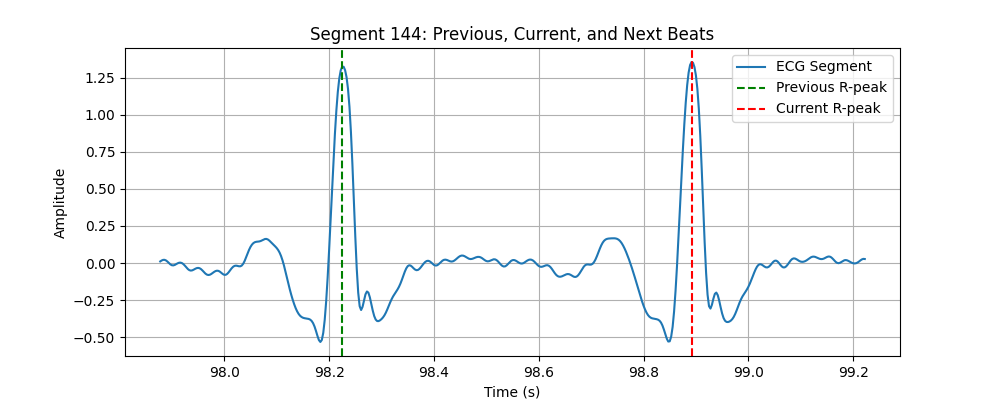 Segment 144: Previous, Current, and Next Beats
ECG Segment
Previous R-peak
Current R-peak
Amplitude
1.25
1.00
0.75
0.50
0.25
0.00
−0.25
−0.50
98.0 98.2 98.4 98.6 98.8 99.0 99.2
Time (s)